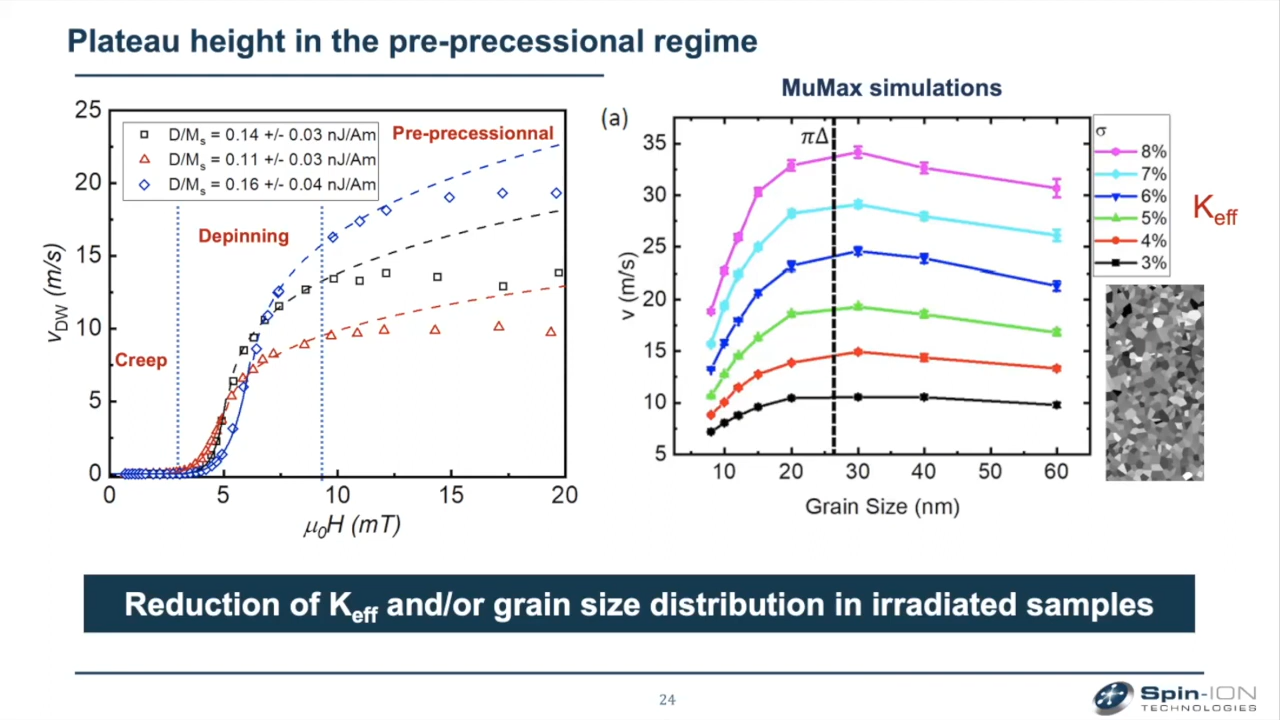 Plateau height in the pre-precessional regime
25
20
15
10
5
0
v_DW (m/s)
0 5 10 15 20
μ₀H (mT)
D/Mₛ = 0.14 +/- 0.03 nJ/Am
D/Mₛ = 0.11 +/- 0.03 nJ/Am
D/Mₛ = 0.16 +/- 0.04 nJ/Am
Pre-precessionnal
Depinning
Creep
MuMax simulations
(a)
πΔ
35
30
25
20
15
10
5
v (m/s)
10 20 30 40 50 60
Grain Size (nm)
σ
8%
7%
6%
5%
4%
3%
K_eff
Reduction of K_eff and/or grain size distribution in irradiated samples
24
Spin-ION
TECHNOLOGIES